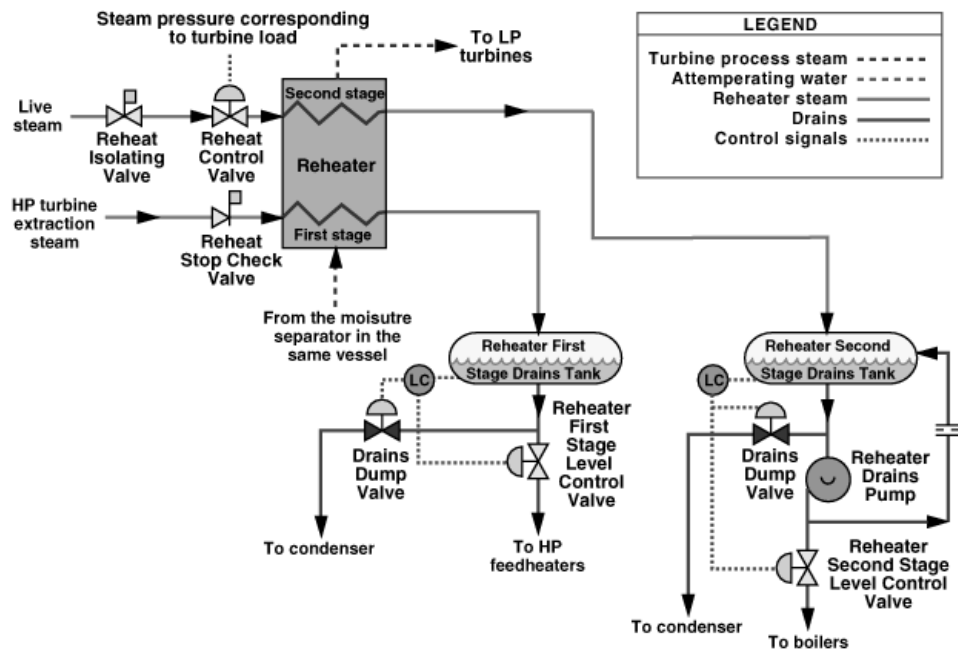 Steam pressure corresponding
to turbine load
To LP
turbines
LEGEND
Turbine process steam
Attemperating water
Reheater steam
Drains
Control signals
Live
steam
Reheat
Isolating
Valve
Reheat
Control
Valve
Second stage
Reheater
First stage
HP turbine
extraction
steam
Reheat
Stop Check
Valve
From the moisutre
separator in the
same vessel
Reheater First
Stage Drains Tank
LC
Drains
Dump
Valve
Reheater
First
Stage
Level
Control
Valve
To condenser
To HP
feedheaters
Reheater Second
Stage Drains Tank
LC
Drains
Dump
Valve
Reheater
Drains
Pump
Reheater
Second Stage
Level Control
Valve
To condenser
To boilers